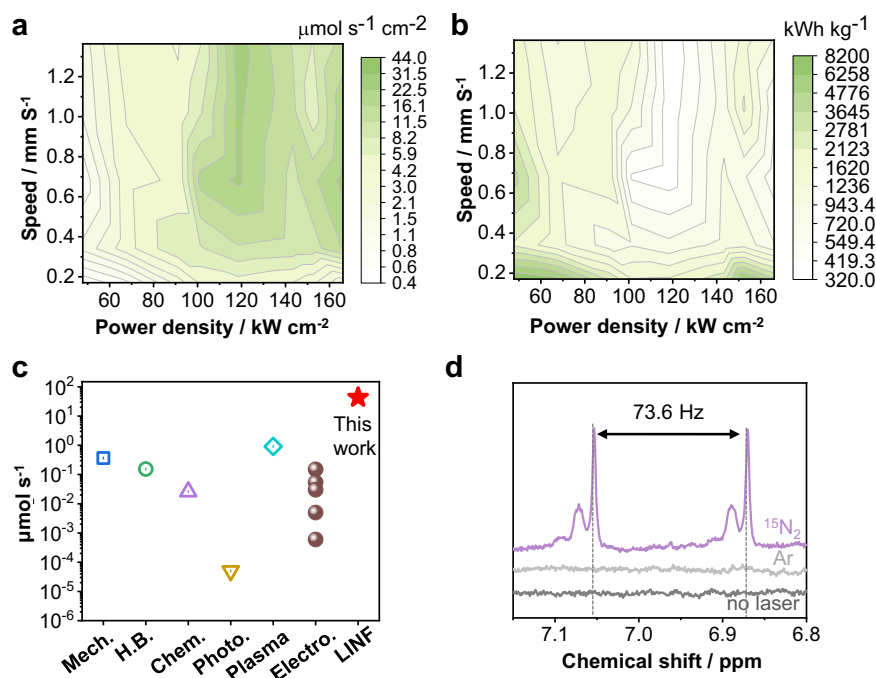 a
μmol s⁻¹ cm⁻²
Speed / mm S⁻¹
1.2
1.0
0.8
0.6
0.4
0.2
60 80 100 120 140 160
Power density / kW cm⁻²
44.0
31.5
22.5
16.1
11.5
8.2
5.9
4.2
3.0
2.1
1.5
1.1
0.8
0.6
0.4
b
kWh kg⁻¹
Speed / mm S⁻¹
1.2
1.0
0.8
0.6
0.4
0.2
60 80 100 120 140 160
Power density / kW cm⁻²
8200
6258
4776
3645
2781
2123
1620
1236
943.4
720.0
549.4
419.3
320.0
c
μmol s⁻¹
10²
10¹
10⁰
10⁻¹
10⁻²
10⁻³
10⁻⁴
10⁻⁵
10⁻⁶
This
work
Mech. H.B. Chem. Photo. Plasma Electro. LINF
d
73.6 Hz
¹⁵N₂
Ar
no laser
7.1 7.0 6.9 6.8
Chemical shift / ppm